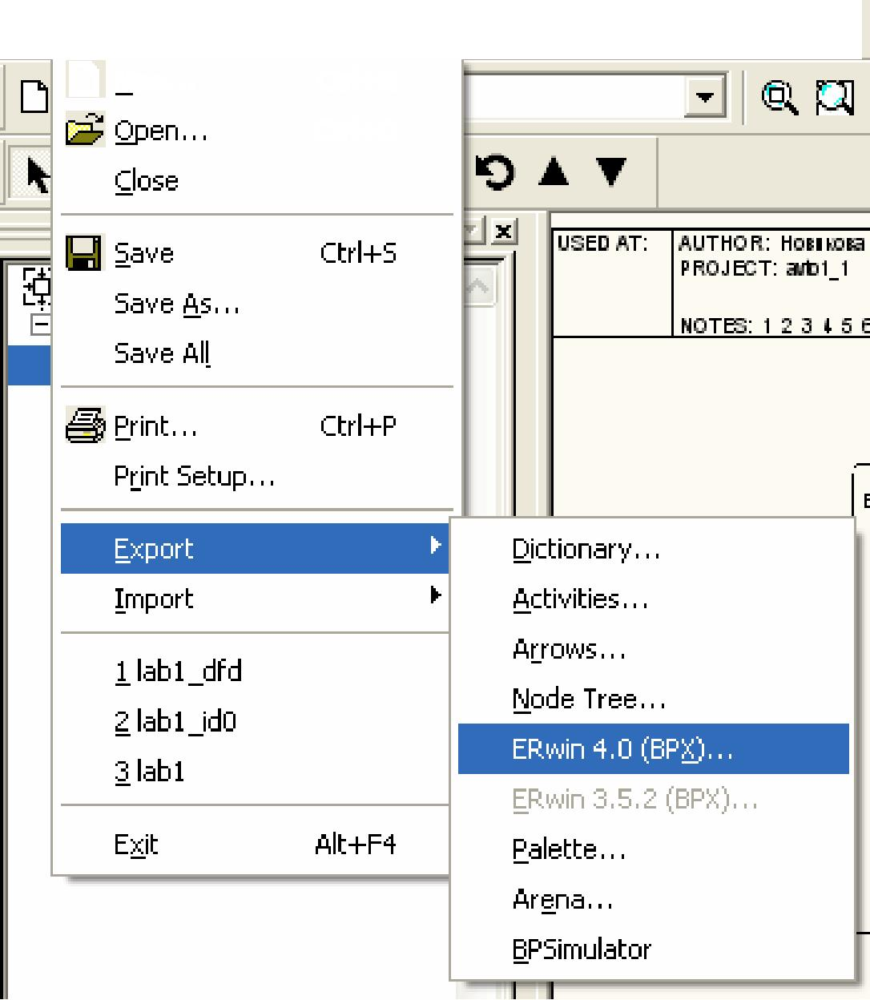 Open...
Close
Save Ctrl+S
Save As...
Save All
Print... Ctrl+P
Print Setup...
Export
Import
1 lab1_dfd
2 lab1_id0
3 lab1
Exit Alt+F4
Dictionary...
Activities...
Arrows...
Node Tree...
ERwin 4.0 (BPX)...
ERwin 3.5.2 (BPX)...
Palette...
Arena...
BPSimulator
USED AT:
AUTHOR: Новикова
PROJECT:
NOTES: 1 2 3 4 5 6